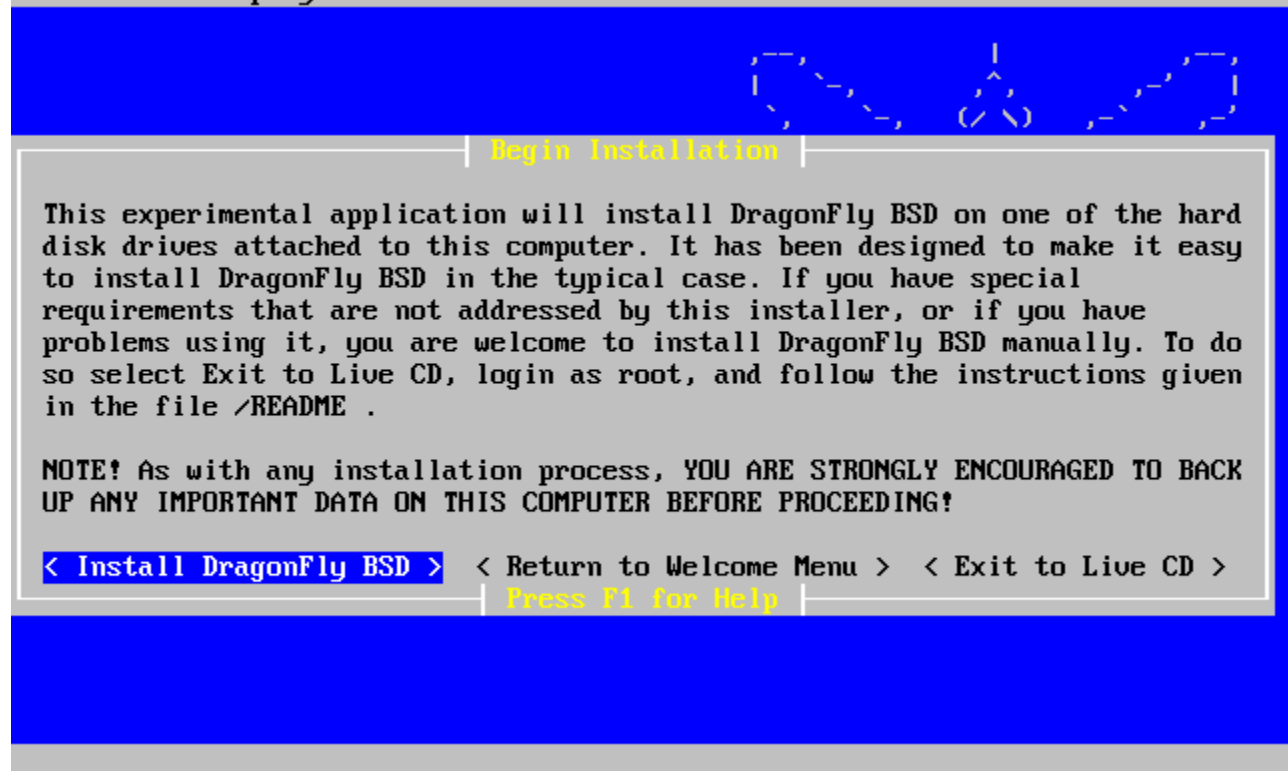 Begin Installation
This experimental application will install DragonFly BSD on one of the hard
disk drives attached to this computer. It has been designed to make it easy
to install DragonFly BSD in the typical case. If you have special
requirements that are not addressed by this installer, or if you have
problems using it, you are welcome to install DragonFly BSD manually. To do
so select Exit to Live CD, login as root, and follow the instructions given
in the file /README .
NOTE! As with any installation process, YOU ARE STRONGLY ENCOURAGED TO BACK
UP ANY IMPORTANT DATA ON THIS COMPUTER BEFORE PROCEEDING!
< Install DragonFly BSD > < Return to Welcome Menu > < Exit to Live CD >
Press F1 for Help